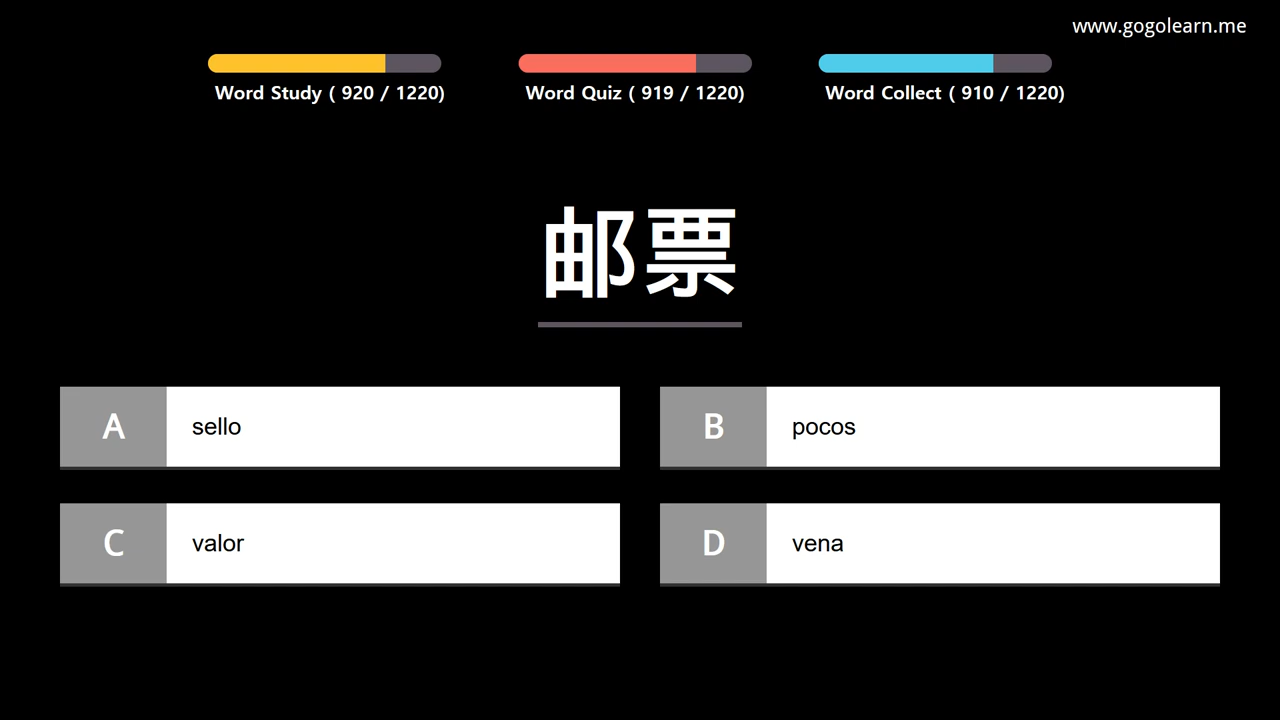 www.gogolearn.me
Word Study ( 920 / 1220)
Word Quiz ( 919 / 1220)
Word Collect ( 910 / 1220)
邮票
A sello
B pocos
C valor
D vena